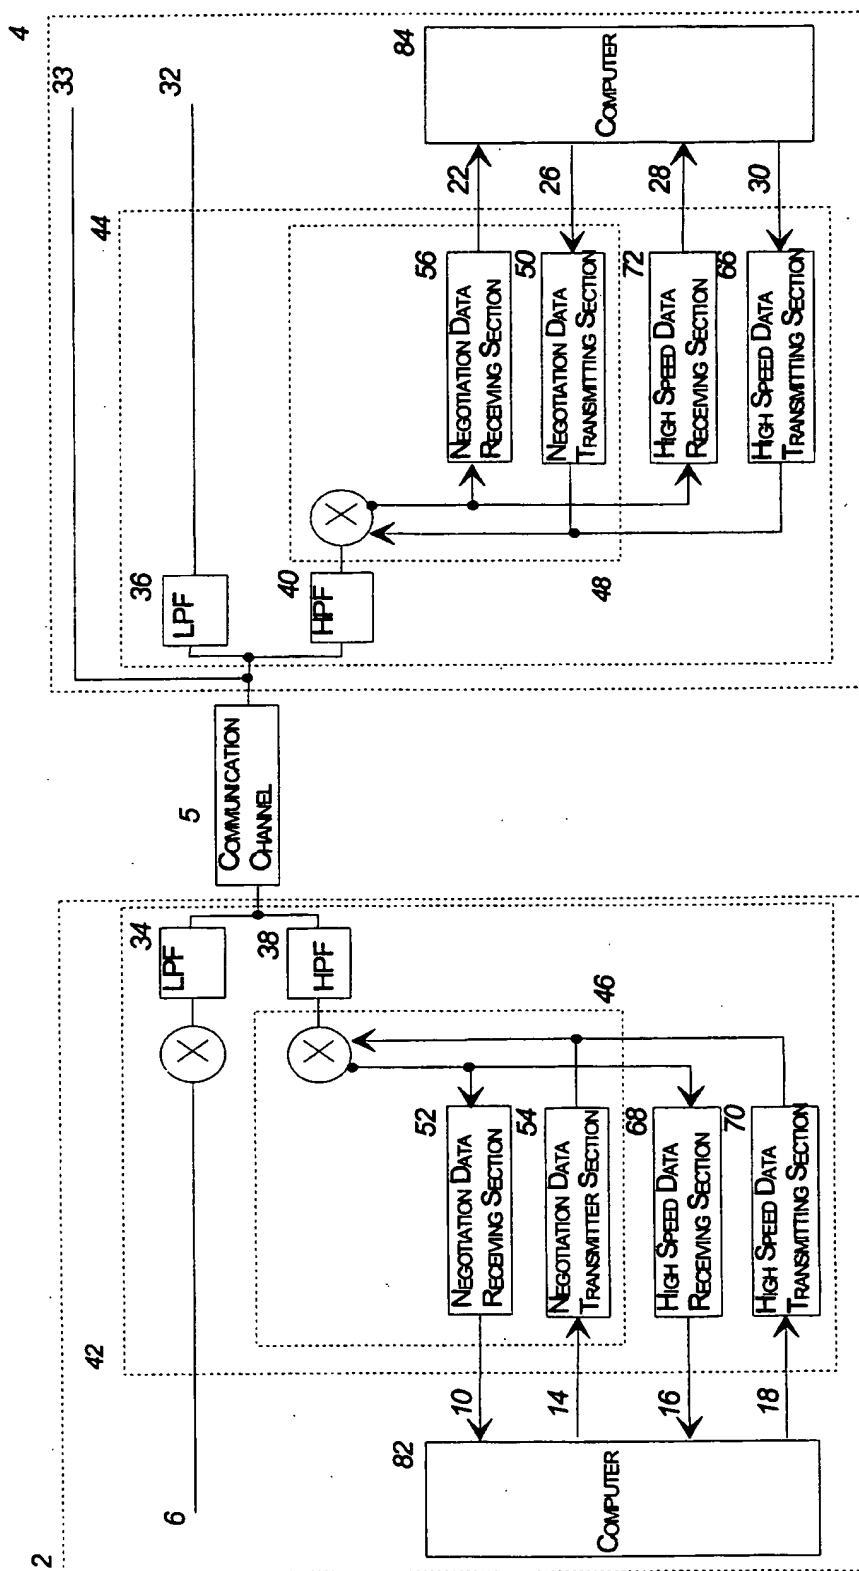 2
4
6
42
34
LPF
38
HPF
46
52
NEGOTIATION DATA
RECEIVING SECTION
54
NEGOTIATION DATA
TRANSMITTER SECTION
68
HIGH SPEED DATA
RECEIVING SECTION
70
HIGH SPEED DATA
TRANSMITTING SECTION
10
14
16
18
82
COMPUTER
5
COMMUNICATION
CHANNEL
33
32
44
36
LPF
40
HPF
48
56
NEGOTIATION DATA
RECEIVING SECTION
50
NEGOTIATION DATA
TRANSMITTING SECTION
72
HIGH SPEED DATA
RECEIVING SECTION
66
HIGH SPEED DATA
TRANSMITTING SECTION
22
26
28
30
84
COMPUTER